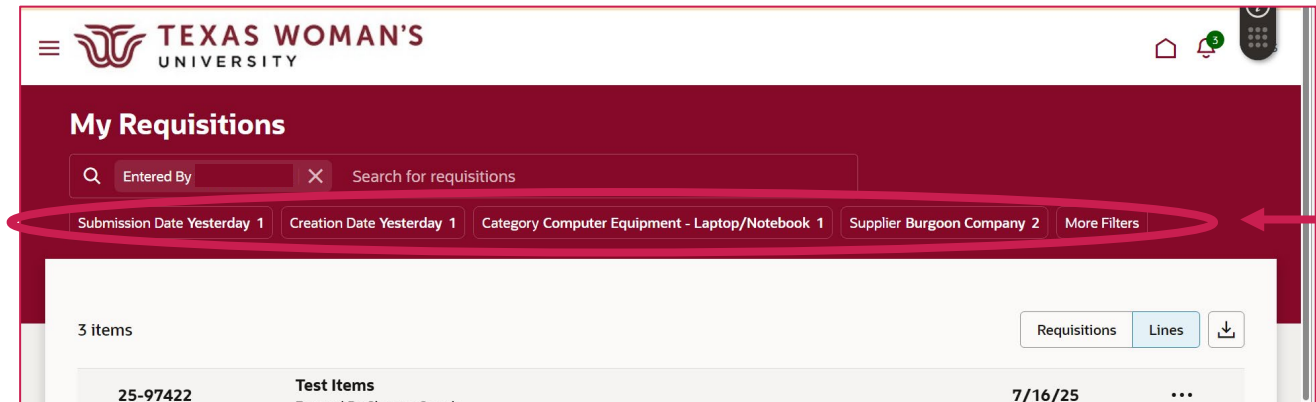 TEXAS WOMAN'S
UNIVERSITY
3
My Requisitions
Entered By Search for requisitions
Submission Date Yesterday 1 Creation Date Yesterday 1 Category Computer Equipment - Laptop/Notebook 1 Supplier Burgoon Company 2 More Filters
3 items Requisitions Lines
25-97422 Test Items 7/16/25 ...